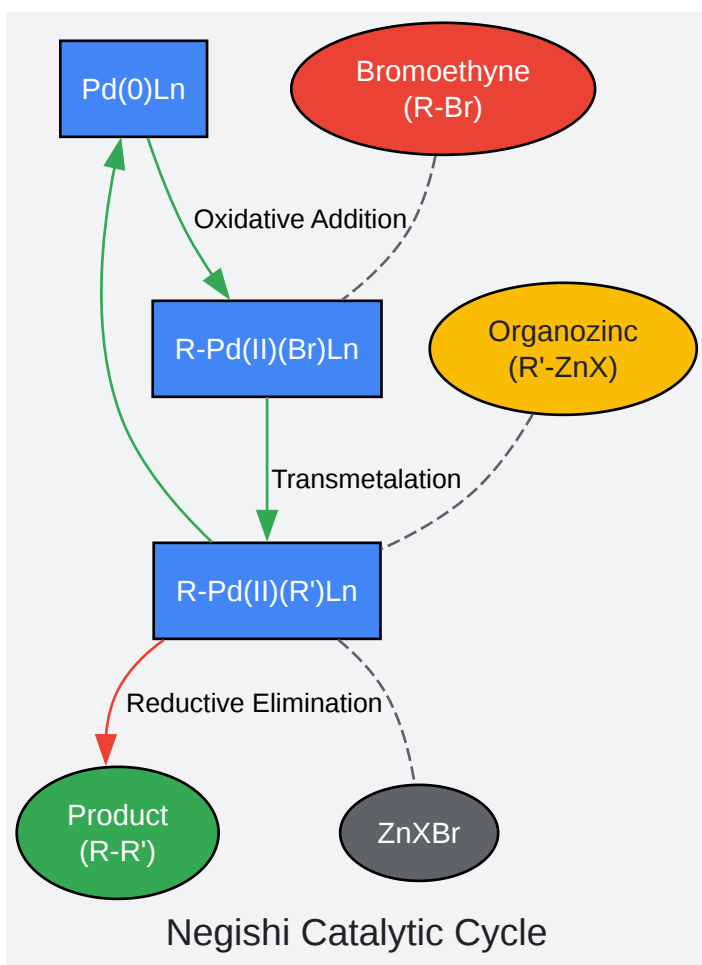 Pd(0)Ln
Bromoethyne
(R-Br)
Oxidative Addition
R-Pd(II)(Br)Ln
Organozinc
(R'-ZnX)
Transmetalation
R-Pd(II)(R')Ln
Reductive Elimination
Product
(R-R')
ZnXBr
Negishi Catalytic Cycle